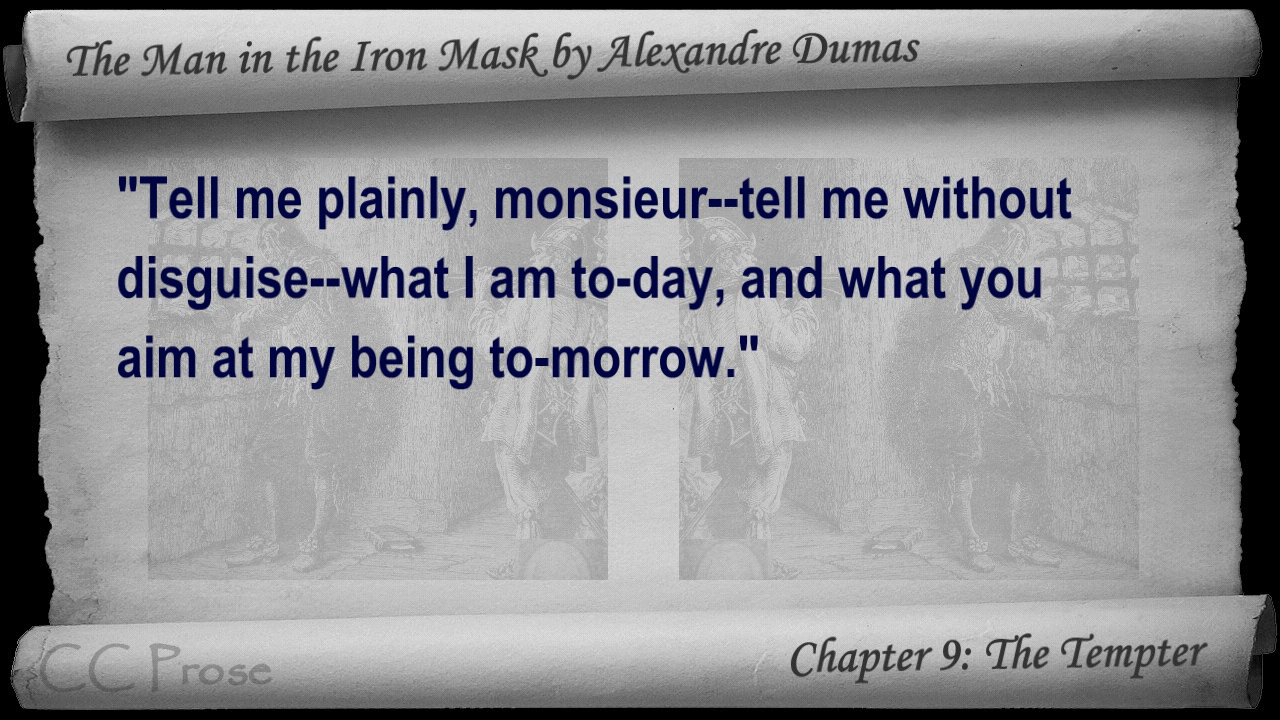 The Man in the Iron Mask by Alexandre Dumas
"Tell me plainly, monsieur--tell me without
disguise--what I am to-day, and what you
aim at my being to-morrow."
CC Prose
Chapter 9: The Tempter